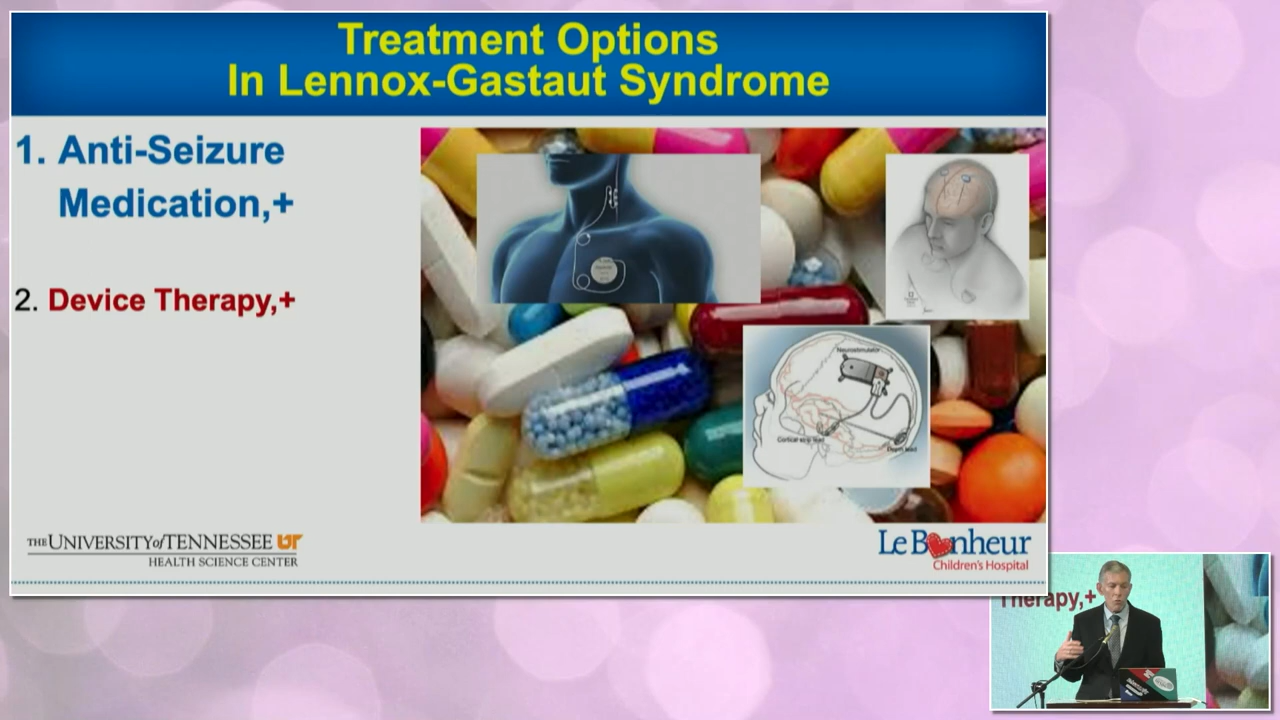 Treatment Options
In Lennox-Gastaut Syndrome
1. Anti-Seizure
Medication,+
2. Device Therapy,+
Neurostimulator
Cortical strip lead
Depth lead
THE UNIVERSITY of TENNESSEE UT
HEALTH SCIENCE CENTER
Le Bonheur
Children's Hospital
Therapy,+